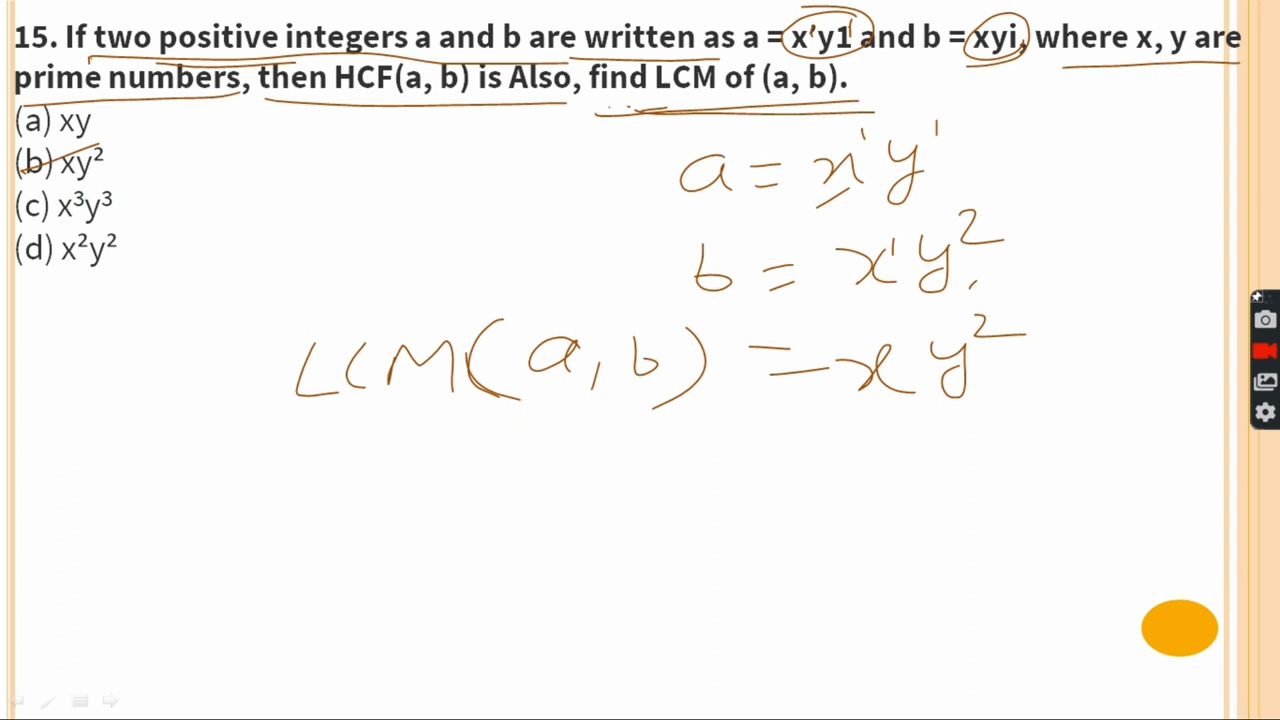 15. If two positive integers a and b are written as a = x'y1' and b = xyi, where x, y are
prime numbers, then HCF(a, b) is Also, find LCM of (a, b).
(a) xy
(b) xy²
(c) x³y³
(d) x²y²
a = x¹y¹
b = x¹y²
LCM(a, b) = xy²